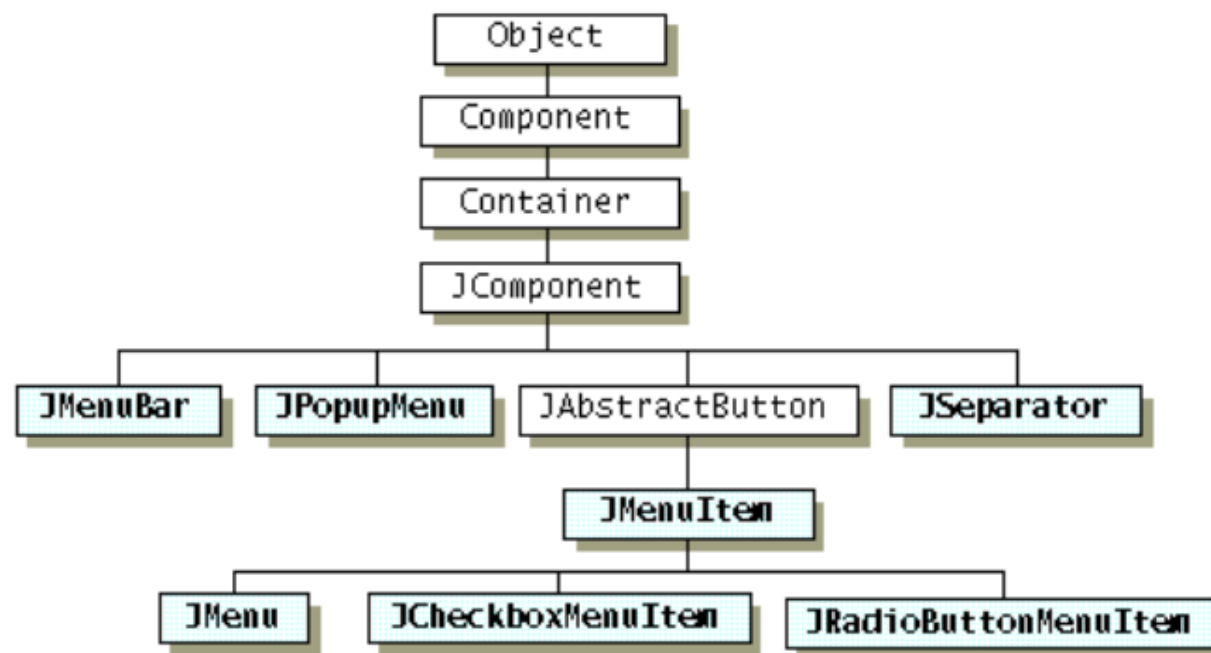 Object
Component
Container
JComponent
JMenuBar JPopupMenu JAbstractButton JSeparator
JMenuItem
JMenu JCheckboxMenuItem JRadioButtonMenuItem